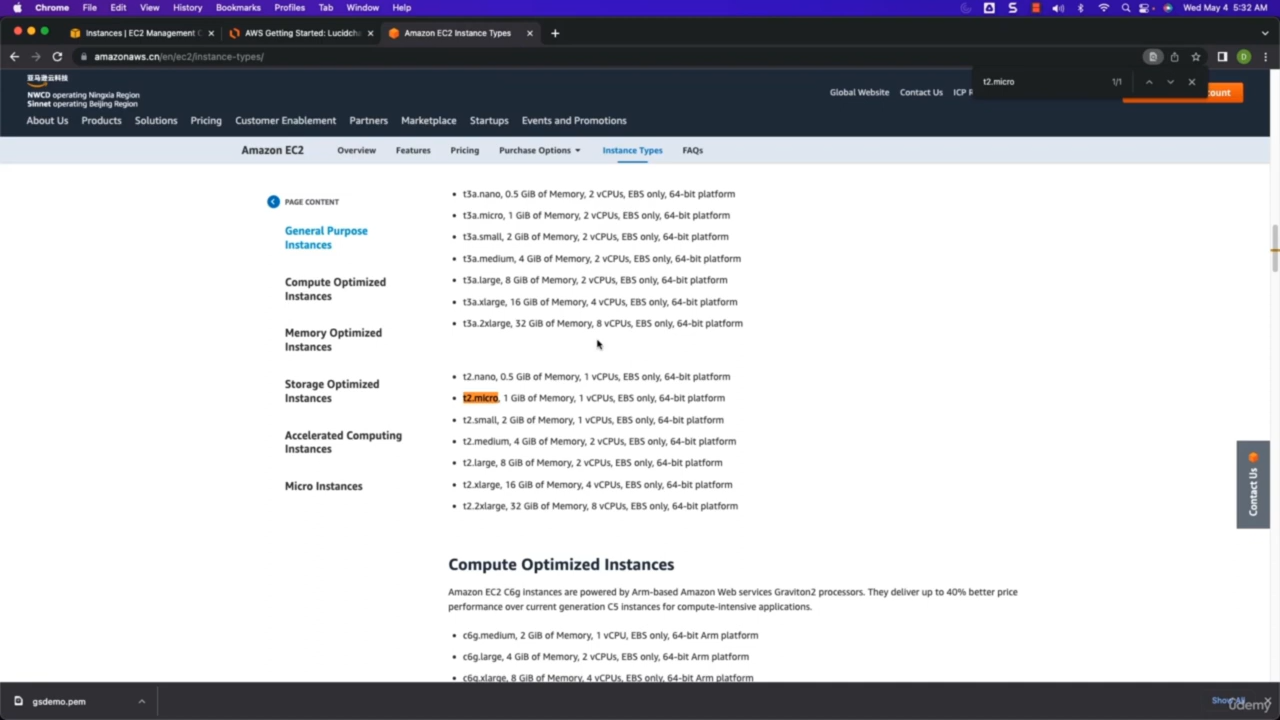 Chrome File Edit View History Bookmarks Profiles Tab Window Help Wed May 4 5:32 AM
Instances | EC2 Management C AWS Getting Started: Lucidcha Amazon EC2 Instance Types
amazonaws.cn/en/ec2/instance-types/
t2.micro 1/1
亚马逊云科技
NWCD operating Ningxia Region
Sinnet operating Beijing Region
Global Website Contact Us ICP R ount
About Us Products Solutions Pricing Customer Enablement Partners Marketplace Startups Events and Promotions
Amazon EC2 Overview Features Pricing Purchase Options Instance Types FAQs
PAGE CONTENT
General Purpose
Instances
Compute Optimized
Instances
Memory Optimized
Instances
Storage Optimized
Instances
Accelerated Computing
Instances
Micro Instances
• t3a.nano, 0.5 GiB of Memory, 2 vCPUs, EBS only, 64-bit platform
• t3a.micro, 1 GiB of Memory, 2 vCPUs, EBS only, 64-bit platform
• t3a.small, 2 GiB of Memory, 2 vCPUs, EBS only, 64-bit platform
• t3a.medium, 4 GiB of Memory, 2 vCPUs, EBS only, 64-bit platform
• t3a.large, 8 GiB of Memory, 2 vCPUs, EBS only, 64-bit platform
• t3a.xlarge, 16 GiB of Memory, 4 vCPUs, EBS only, 64-bit platform
• t3a.2xlarge, 32 GiB of Memory, 8 vCPUs, EBS only, 64-bit platform
• t2.nano, 0.5 GiB of Memory, 1 vCPUs, EBS only, 64-bit platform
• t2.micro, 1 GiB of Memory, 1 vCPUs, EBS only, 64-bit platform
• t2.small, 2 GiB of Memory, 1 vCPUs, EBS only, 64-bit platform
• t2.medium, 4 GiB of Memory, 2 vCPUs, EBS only, 64-bit platform
• t2.large, 8 GiB of Memory, 2 vCPUs, EBS only, 64-bit platform
• t2.xlarge, 16 GiB of Memory, 4 vCPUs, EBS only, 64-bit platform
• t2.2xlarge, 32 GiB of Memory, 8 vCPUs, EBS only, 64-bit platform
Compute Optimized Instances
Amazon EC2 C6g instances are powered by Arm-based Amazon Web services Graviton2 processors. They deliver up to 40% better price
performance over current generation C5 instances for compute-intensive applications.
• c6g.medium, 2 GiB of Memory, 1 vCPU, EBS only, 64-bit Arm platform
• c6g.large, 4 GiB of Memory, 2 vCPUs, EBS only, 64-bit Arm platform
• c6g.xlarge, 8 GiB of Memory, 4 vCPUs, EBS only, 64-bit Arm platform
Contact Us
gsdemo.pem
Show All
Udemy